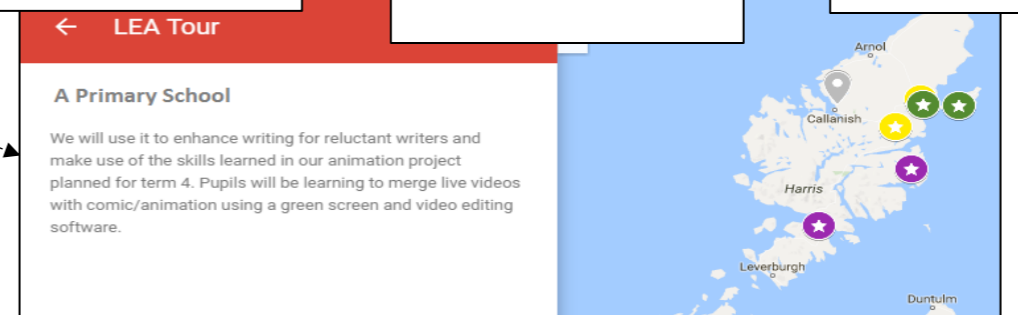 ← LEA Tour
A Primary School
We will use it to enhance writing for reluctant writers and
make use of the skills learned in our animation project
planned for term 4. Pupils will be learning to merge live videos
with comic/animation using a green screen and video editing
software.
Arnol
Callanish
Harris
Leverburgh
Duntulm